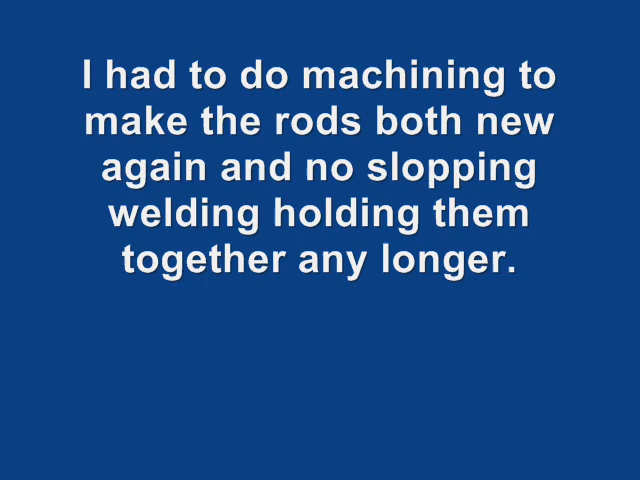 I had to do machining to
make the rods both new
again and no slopping
welding holding them
together any longer.